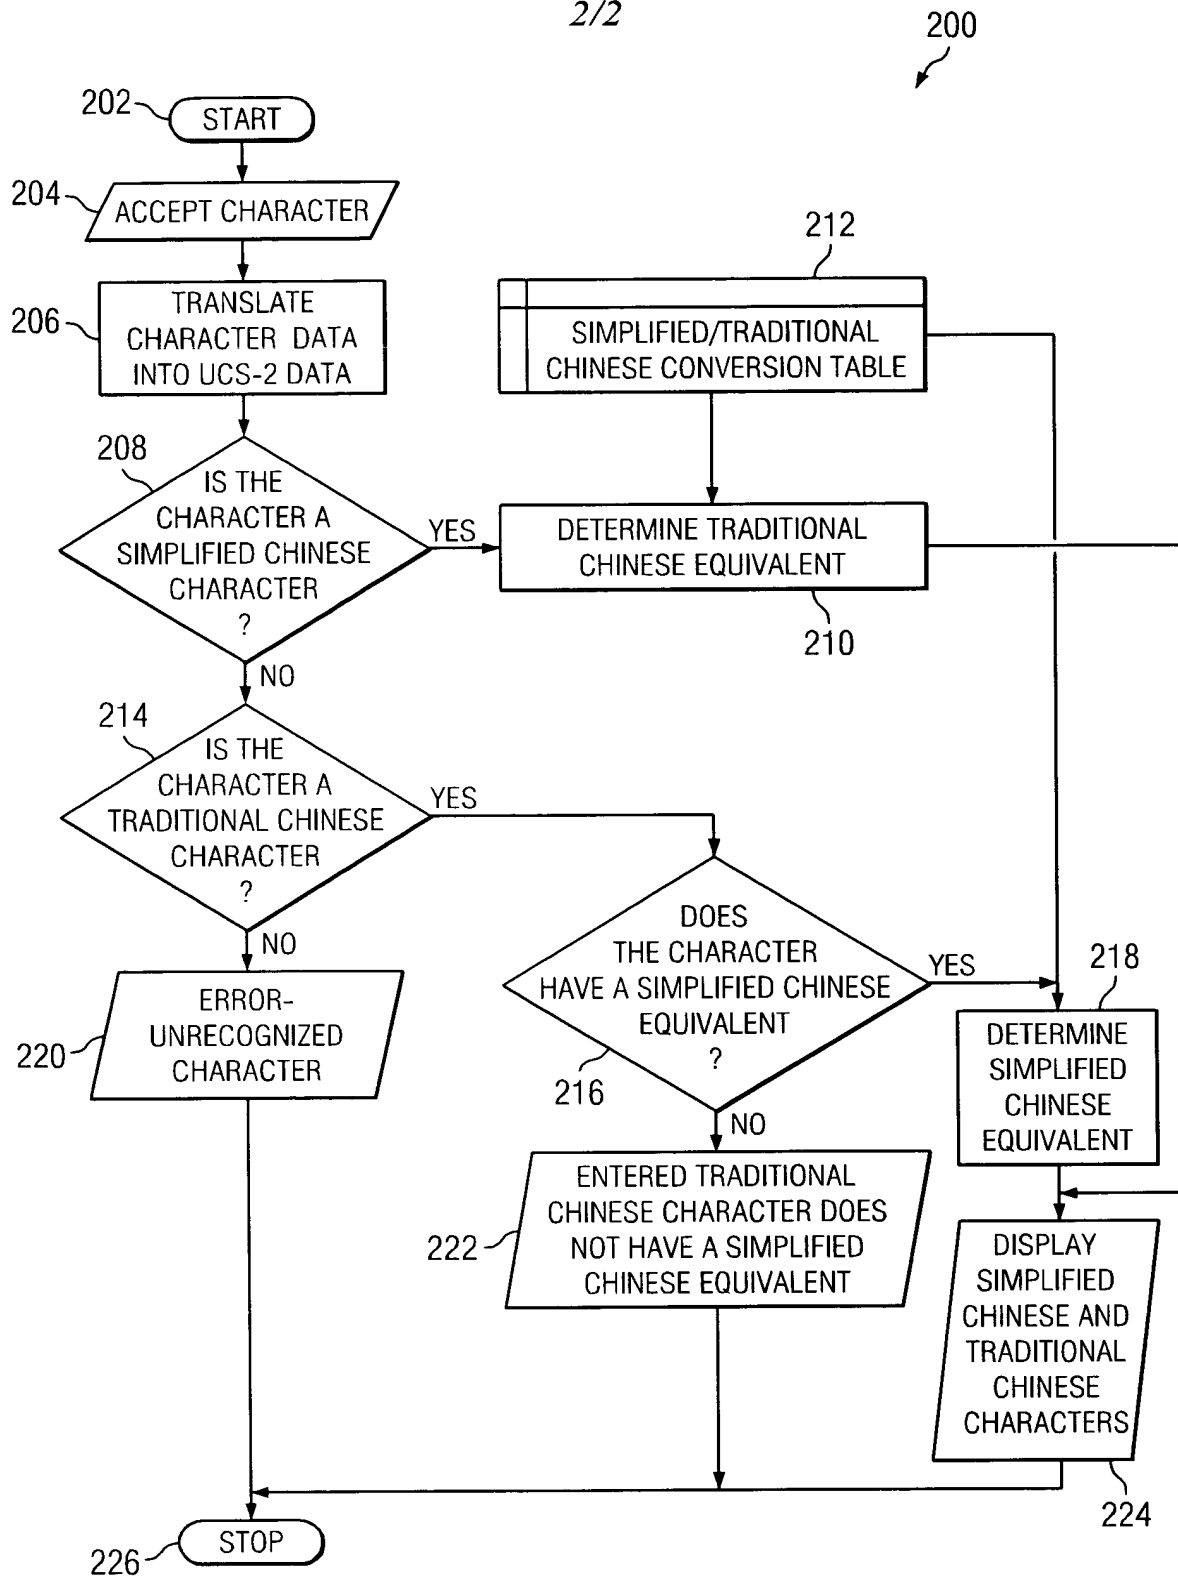 2/2
200
202
START
204
ACCEPT CHARACTER
206
TRANSLATE
CHARACTER DATA
INTO UCS-2 DATA
212
SIMPLIFIED/TRADITIONAL
CHINESE CONVERSION TABLE
208
IS THE
CHARACTER A
SIMPLIFIED CHINESE
CHARACTER
?
YES
DETERMINE TRADITIONAL
CHINESE EQUIVALENT
210
NO
214
IS THE
CHARACTER A
TRADITIONAL CHINESE
CHARACTER
?
YES
NO
DOES
THE CHARACTER
HAVE A SIMPLIFIED CHINESE
EQUIVALENT
?
216
YES
218
DETERMINE
SIMPLIFIED
CHINESE
EQUIVALENT
220
ERROR-
UNRECOGNIZED
CHARACTER
NO
222
ENTERED TRADITIONAL
CHINESE CHARACTER DOES
NOT HAVE A SIMPLIFIED
CHINESE EQUIVALENT
DISPLAY
SIMPLIFIED
CHINESE AND
TRADITIONAL
CHINESE
CHARACTERS
224
226
STOP